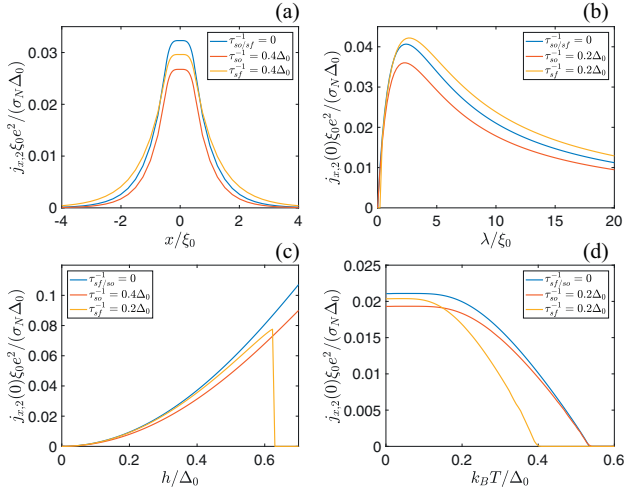 (a)
j_{x,2}ξ_0e^2/(σ_NΔ_0)
0.03
0.02
0.01
0
τ_{so/sf}^{-1} = 0
τ_{so}^{-1} = 0.4Δ_0
τ_{sf}^{-1} = 0.4Δ_0
-4 -2 0 2 4
x/ξ_0
(b)
j_{x,2}(0)ξ_0e^2/(σ_NΔ_0)
0.04
0.03
0.02
0.01
0
τ_{so/sf}^{-1} = 0
τ_{so}^{-1} = 0.2Δ_0
τ_{sf}^{-1} = 0.2Δ_0
0 5 10 15 20
λ/ξ_0
(c)
j_{x,2}(0)ξ_0e^2/(σ_NΔ_0)
0.1
0.08
0.06
0.04
0.02
0
τ_{sf/so}^{-1} = 0
τ_{so}^{-1} = 0.4Δ_0
τ_{sf}^{-1} = 0.2Δ_0
0 0.2 0.4 0.6
h/Δ_0
(d)
j_{x,2}(0)ξ_0e^2/(σ_NΔ_0)
0.025
0.02
0.015
0.01
0.005
0
τ_{sf/so}^{-1} = 0
τ_{so}^{-1} = 0.2Δ_0
τ_{sf}^{-1} = 0.2Δ_0
0 0.2 0.4 0.6
k_BT/Δ_0